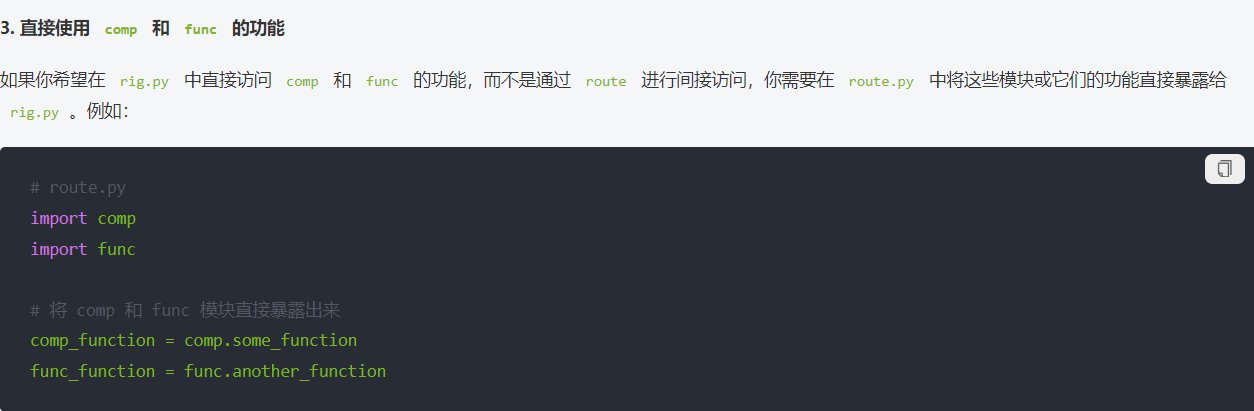 3. 直接使用 comp 和 func 的功能
如果你希望在 rig.py 中直接访问 comp 和 func 的功能，而不是通过 route 进行间接访问，你需要在 route.py 中将这些模块或它们的功能直接暴露给
rig.py 。例如：
# route.py
import comp
import func
# 将 comp 和 func 模块直接暴露出来
comp_function = comp.some_function
func_function = func.another_function